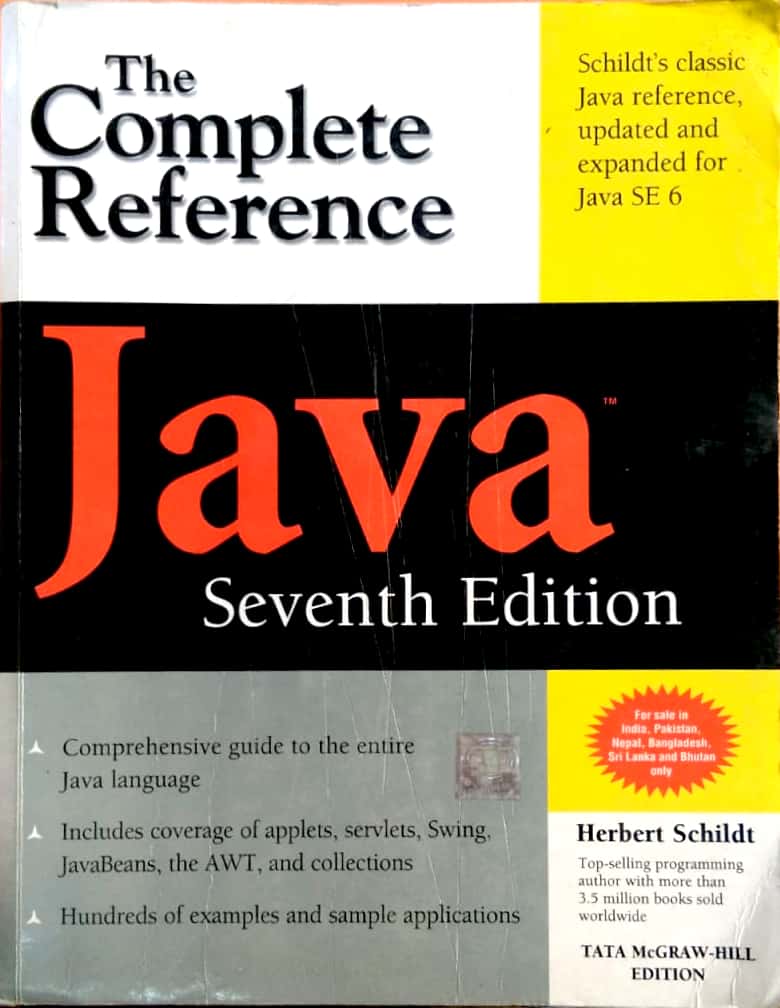 The
Complete
Reference
Schildt's classic
Java reference,
updated and
expanded for
Java SE 6
Java™
Seventh Edition
Comprehensive guide to the entire
Java language
Includes coverage of applets, servlets, Swing,
JavaBeans, the AWT, and collections
Hundreds of examples and sample applications
For sale in
India, Pakistan,
Nepal, Bangladesh,
Sri Lanka and Bhutan
only
Herbert Schildt
Top-selling programming
author with more than
3.5 million books sold
worldwide
TATA McGRAW-HILL
EDITION